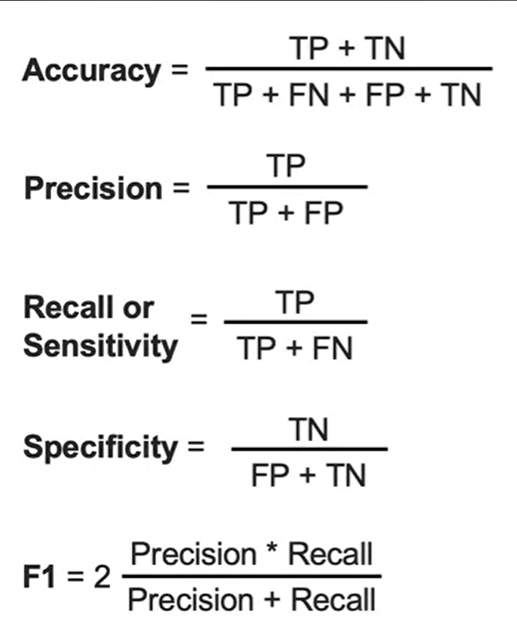 Accuracy = TP + TN
TP + FN + FP + TN
Precision = TP
TP + FP
Recall or
Sensitivity = TP
TP + FN
Specificity = TN
FP + TN
F1 = 2 Precision * Recall
Precision + Recall